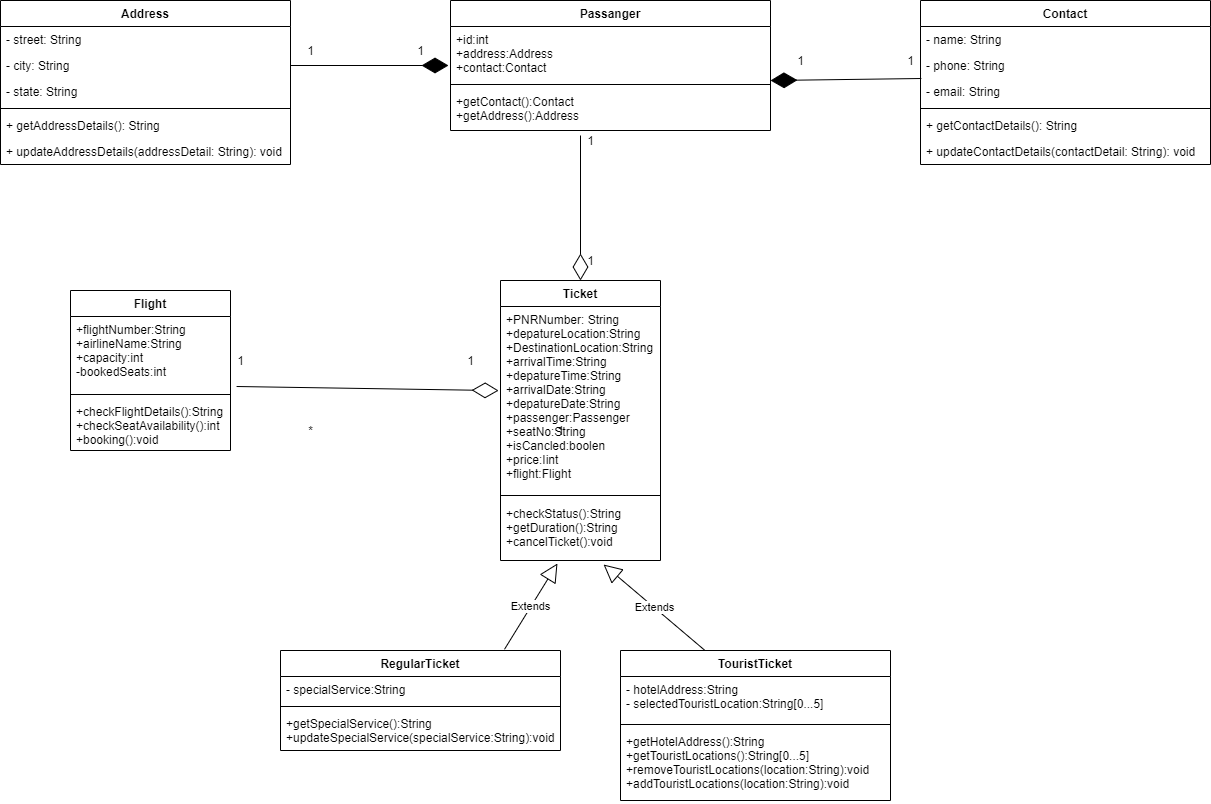 Address
- street: String
- city: String
- state: String
+ getAddressDetails(): String
+ updateAddressDetails(addressDetail: String): void
1
1
Passanger
+id:int
+address:Address
+contact:Contact
+getContact():Contact
+getAddress():Address
1
1
Contact
- name: String
- phone: String
- email: String
+ getContactDetails(): String
+ updateContactDetails(contactDetail: String): void
1
1
Flight
+flightNumber:String
+airlineName:String
+capacity:int
-bookedSeats:int
+checkFlightDetails():String
+checkSeatAvailability():int
+booking():void
1
1
*
Ticket
+PNRNumber: String
+depatureLocation:String
+DestinationLocation:String
+arrivalTime:String
+depatureTime:String
+arrivalDate:String
+depatureDate:String
+passenger:Passenger
+seatNo:String
+isCancled:boolen
+price:Iint
+flight:Flight
+checkStatus():String
+getDuration():String
+cancelTicket():void
Extends
Extends
RegularTicket
- specialService:String
+getSpecialService():String
+updateSpecialService(specialService:String):void
TouristTicket
- hotelAddress:String
- selectedTouristLocation:String[0...5]
+getHotelAddress():String
+getTouristLocations():String[0...5]
+removeTouristLocations(location:String):void
+addTouristLocations(location:String):void